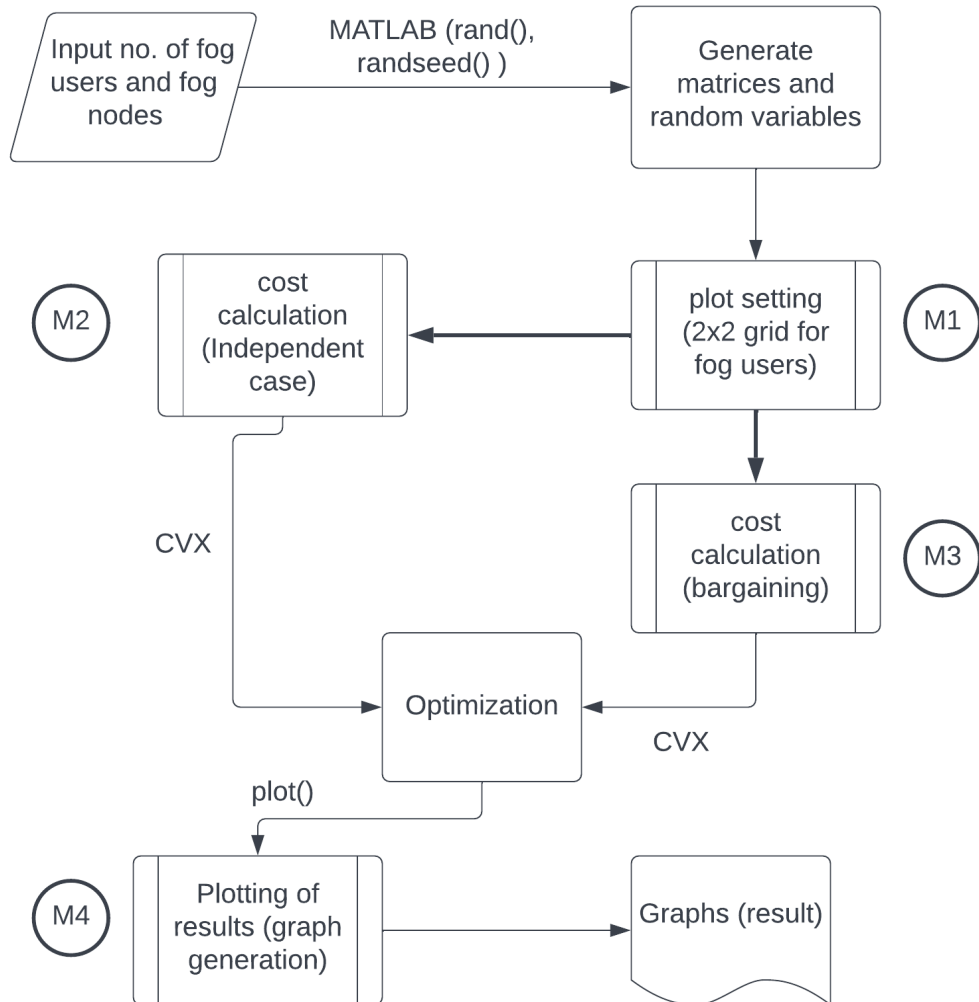 Input no. of fog
users and fog
nodes
MATLAB (rand(),
randseed() )
Generate
matrices and
random variables
M2
cost
calculation
(Independent
case)
plot setting
(2x2 grid for
fog users)
M1
CVX
cost
calculation
(bargaining)
M3
Optimization
CVX
plot()
M4
Plotting of
results (graph
generation)
Graphs (result)